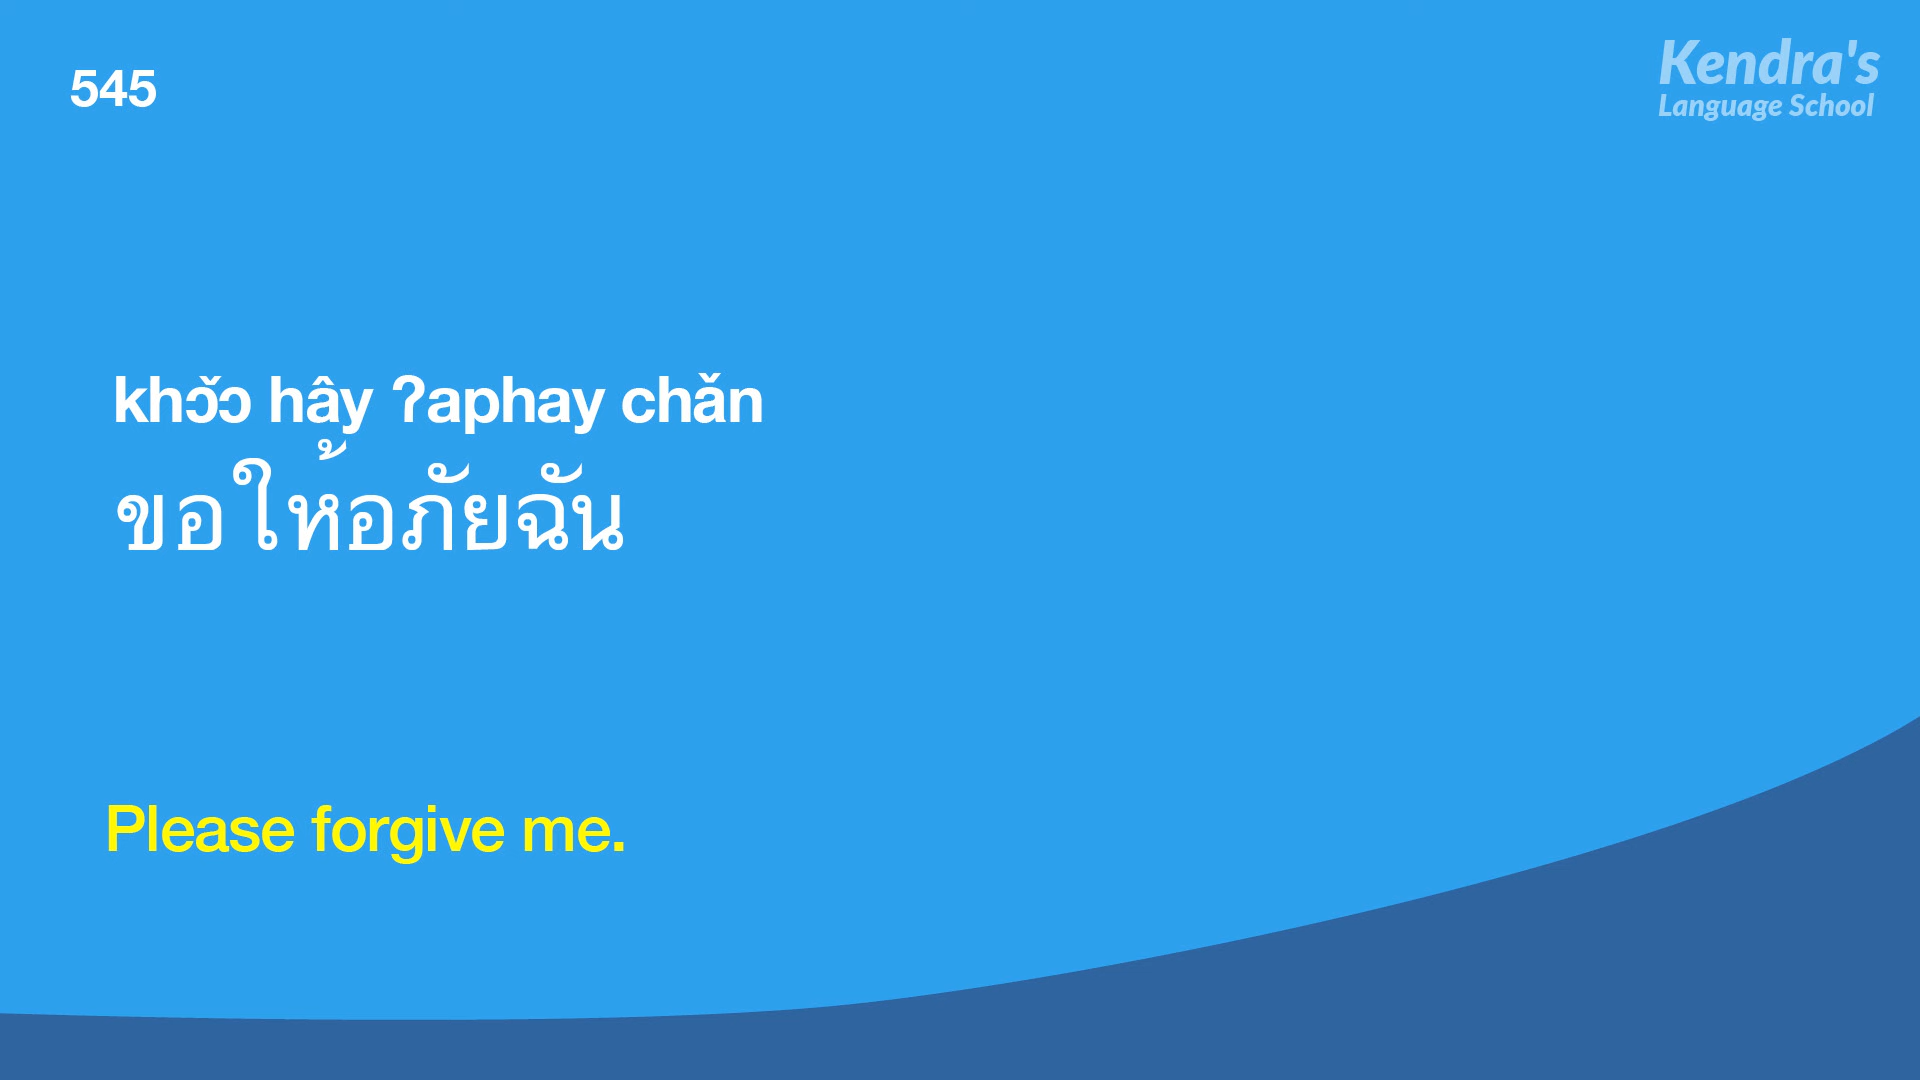 545
Kendra's
Language School
khɔ̌ɔ hây ʔaphay chǎn
ขอให้อภัยฉัน
Please forgive me.